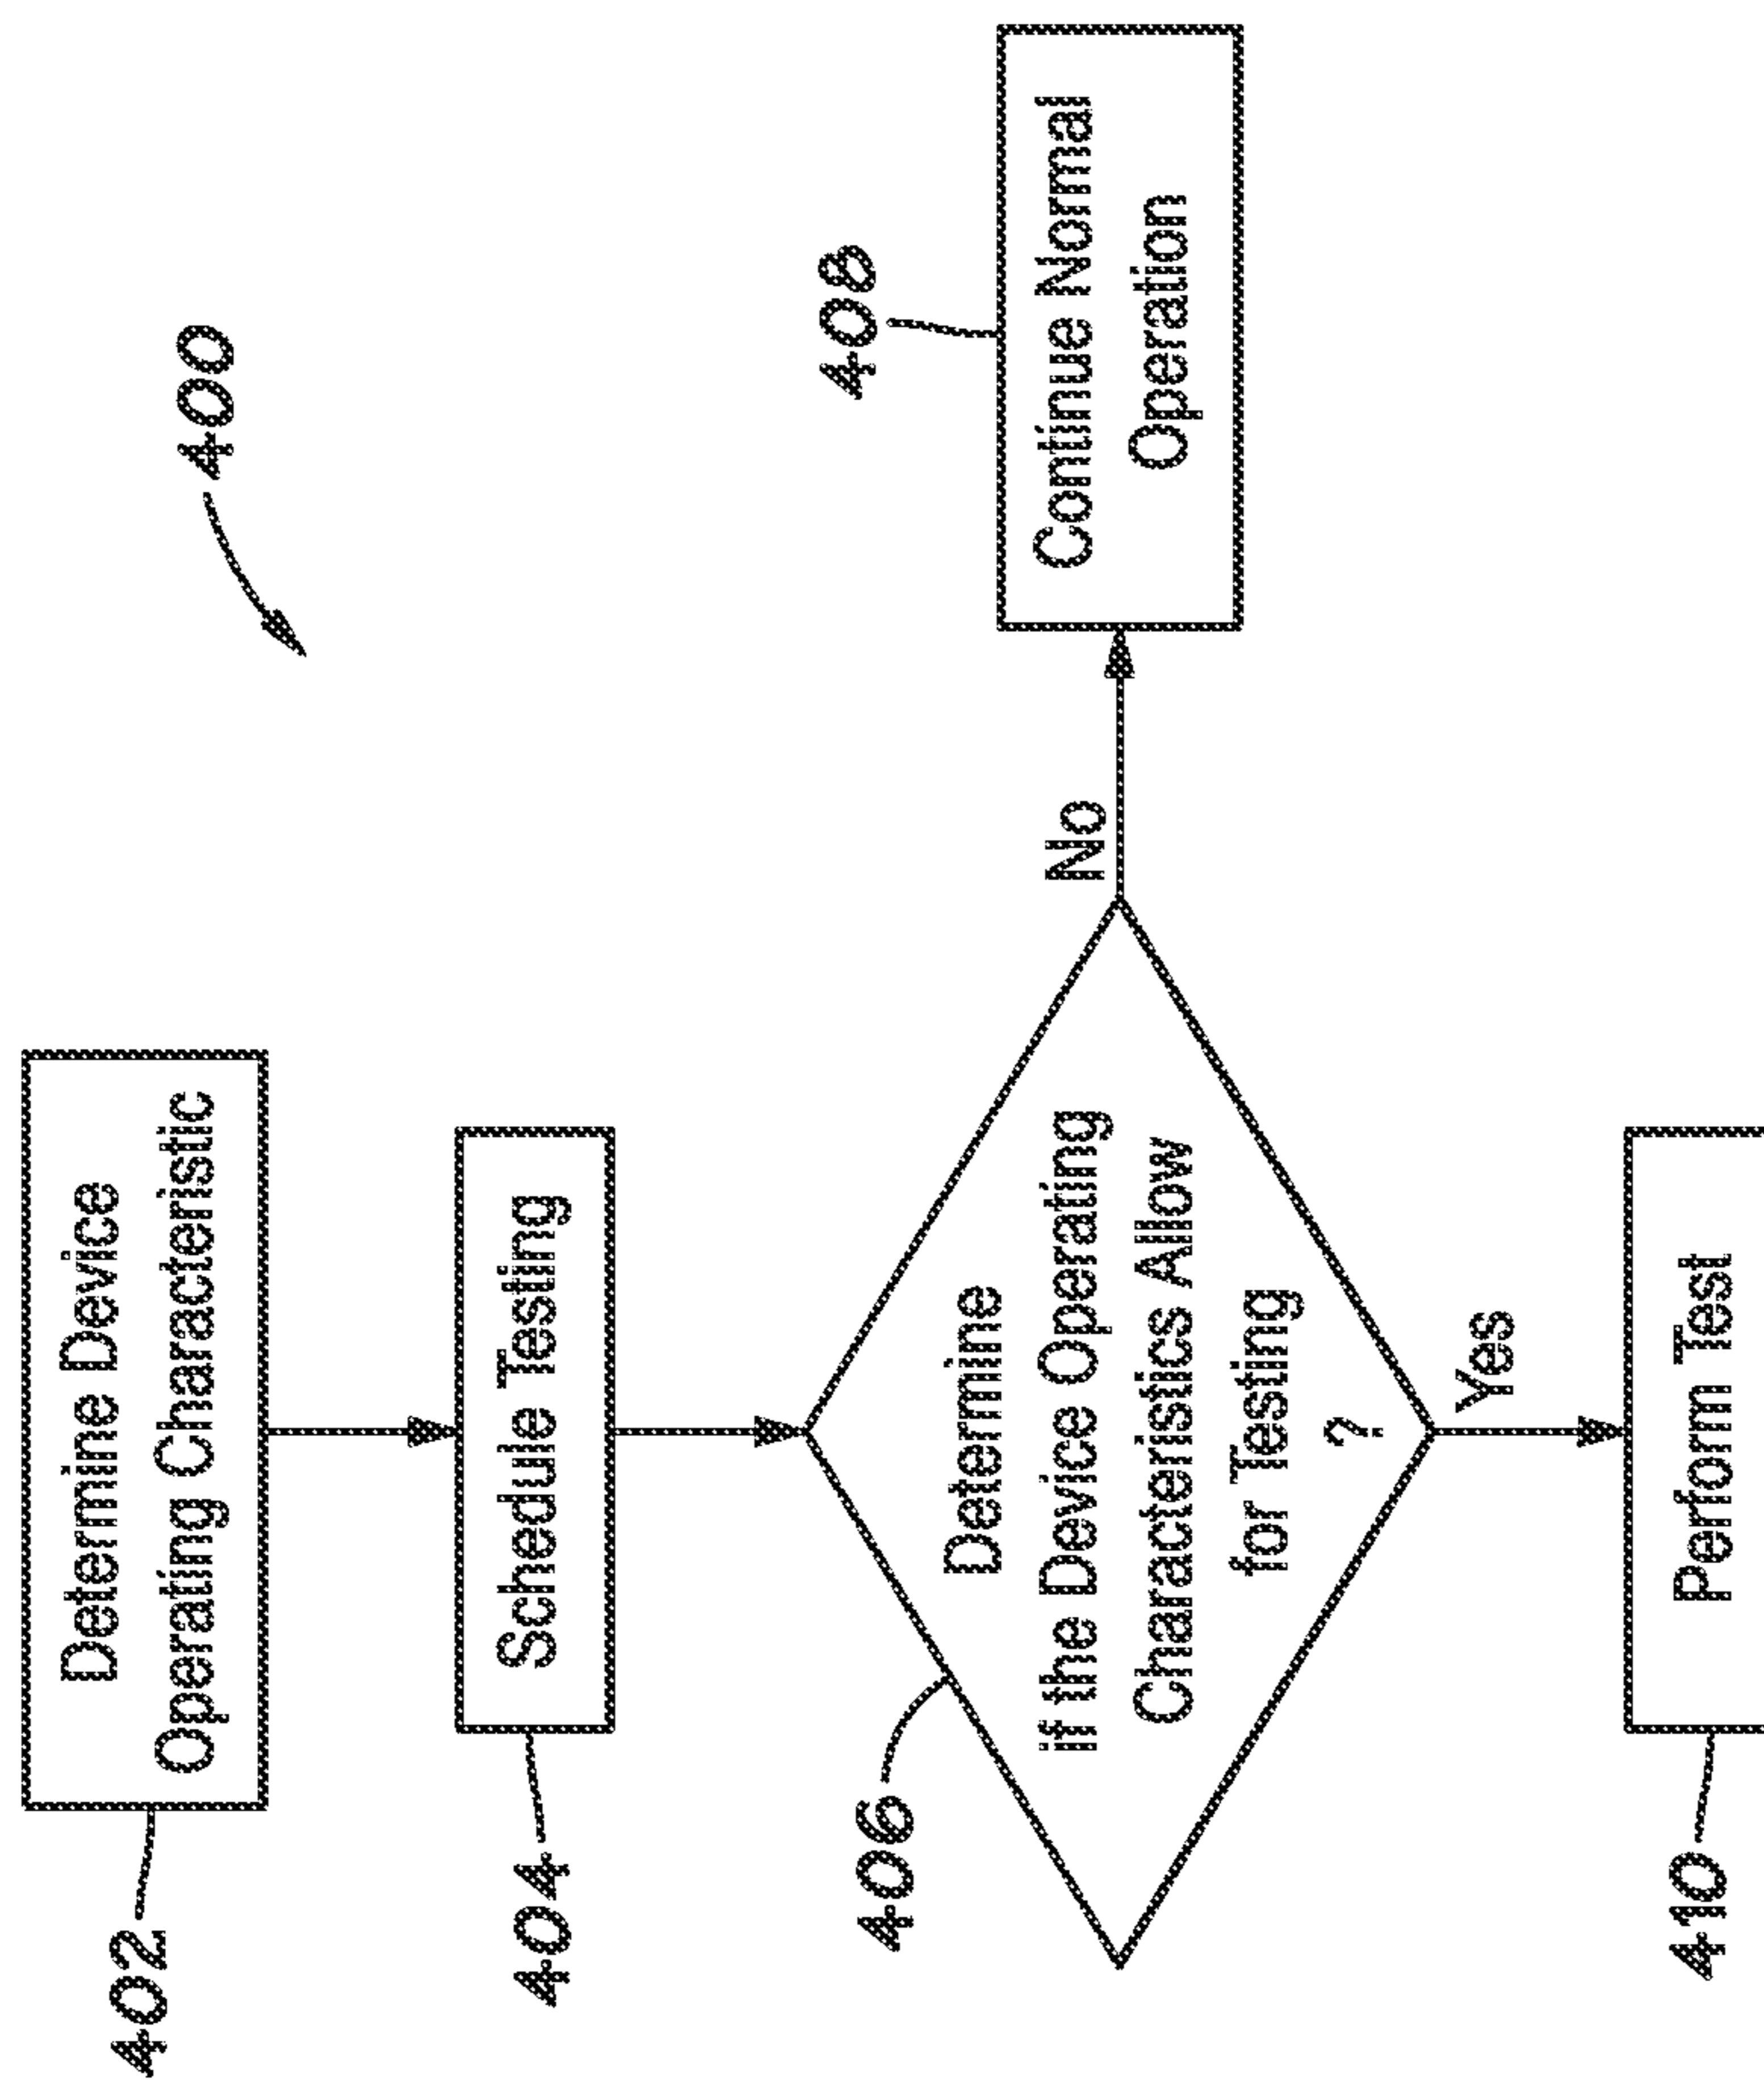 400
402
Determine Device
Operating Characteristic
404
Schedule Testing
406
Determine
if the Device Operating
Characteristics Allow
for Testing
?
No
408
Continue Normal
Operation
Yes
410
Perform Test